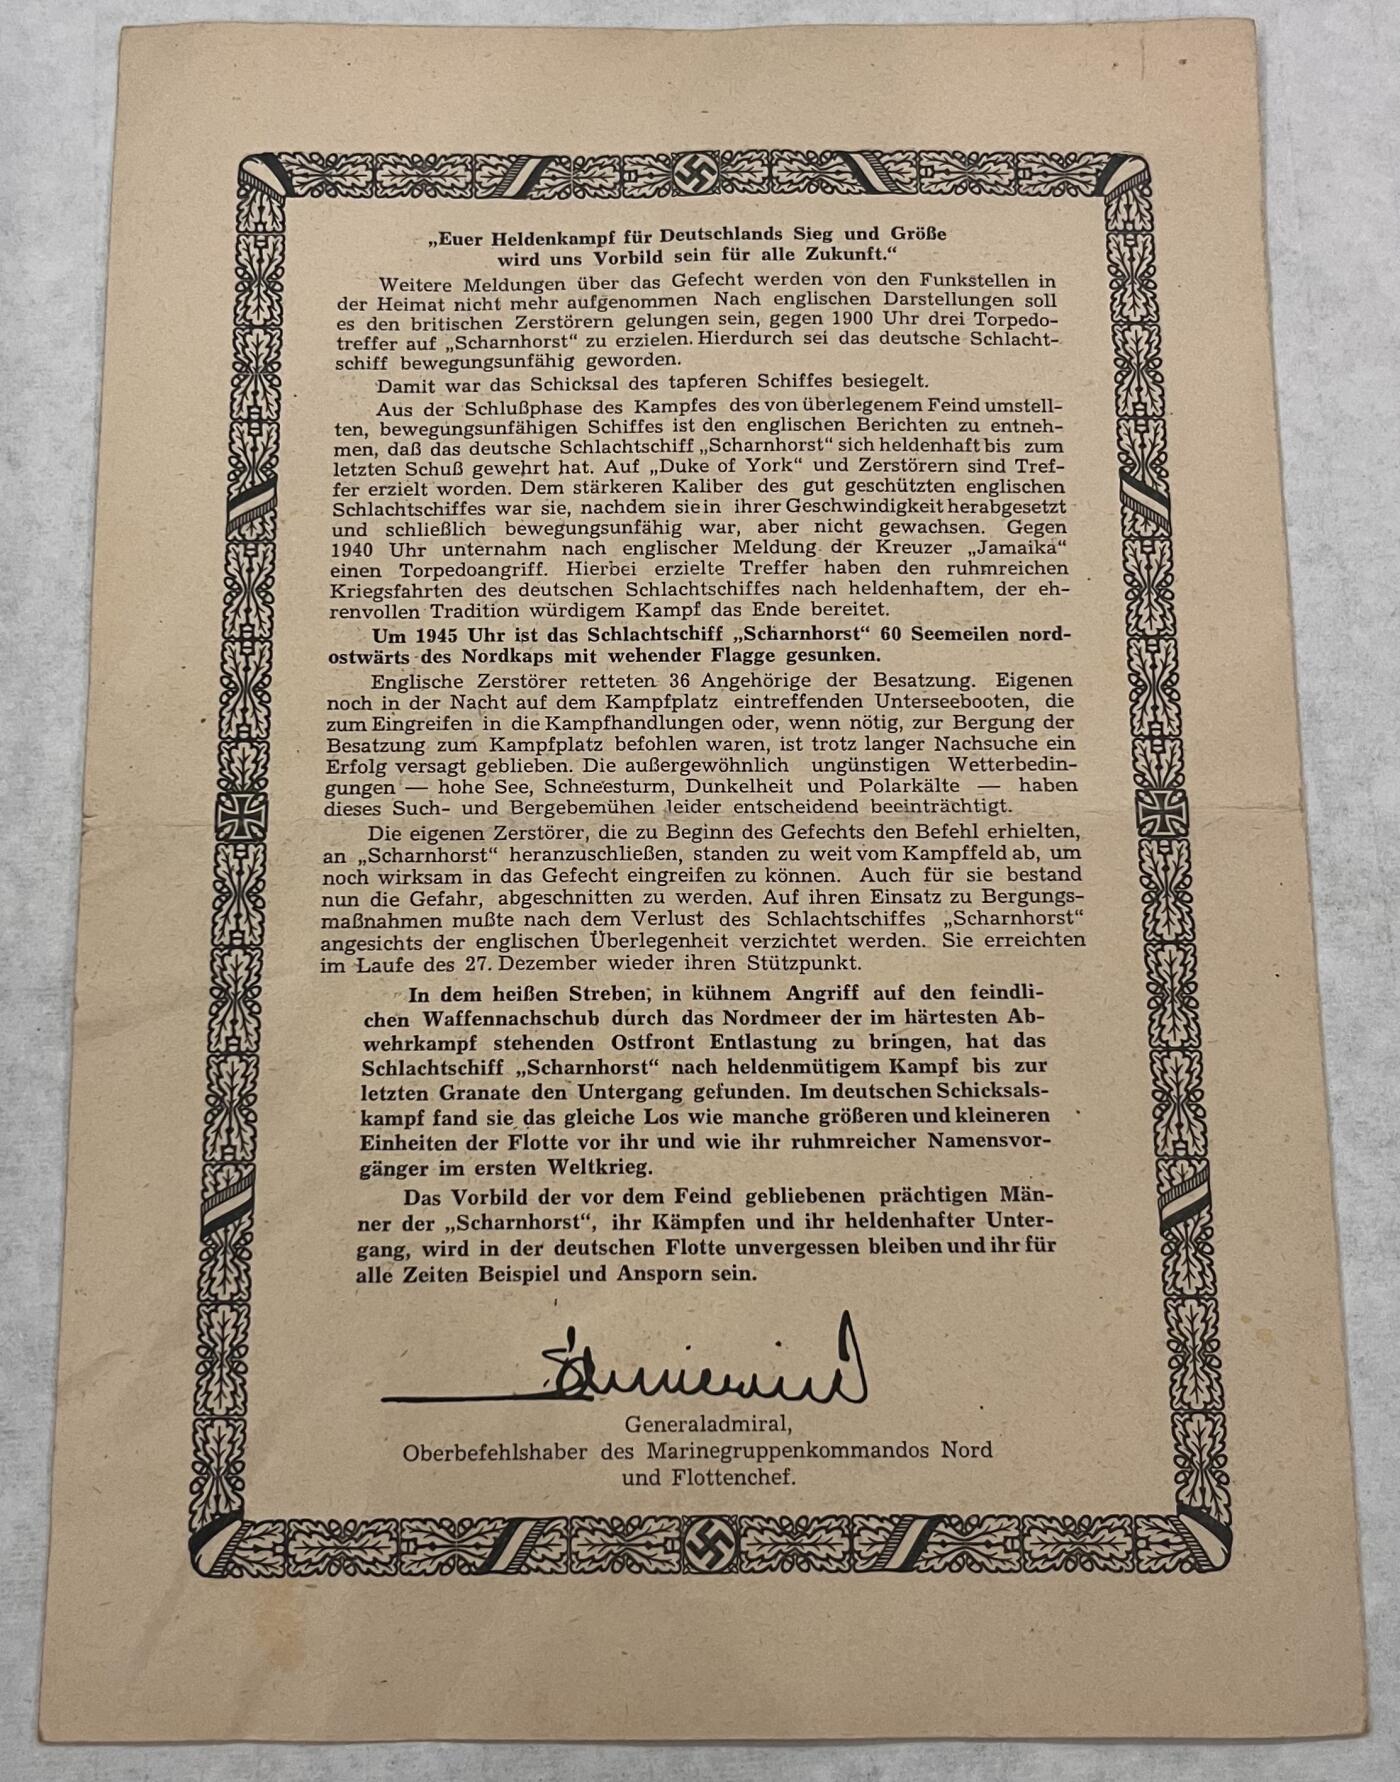 „Euer Heldenkampf für Deutschlands Sieg und Größe
wird uns Vorbild sein für alle Zukunft.“
Weitere Meldungen über das Gefecht werden von den Funkstellen in
der Heimat nicht mehr aufgenommen Nach englischen Darstellungen soll
es den britischen Zerstörern gelungen sein, gegen 1900 Uhr drei Torpedo-
treffer auf „Scharnhorst“ zu erzielen. Hierdurch sei das deutsche Schlacht-
schiff bewegungsunfähig geworden.
Damit war das Schicksal des tapferen Schiffes besiegelt.
Aus der Schlußphase des Kampfes des von überlegenem Feind umstell-
ten, bewegungsunfähigen Schiffes ist den englischen Berichten zu entneh-
men, daß das deutsche Schlachtschiff „Scharnhorst“ sich heldenhaft bis zum
letzten Schuß gewehrt hat. Auf „Duke of York“ und Zerstörern sind Tref-
fer erzielt worden. Dem stärkeren Kaliber des gut geschützten englischen
Schlachtschiffes war sie, nachdem sie in ihrer Geschwindigkeit herabgesetzt
und schließlich bewegungsunfähig war, aber nicht gewachsen. Gegen
1940 Uhr unternahm nach englischer Meldung der Kreuzer „Jamaika“
einen Torpedoangriff. Hierbei erzielte Treffer haben den ruhmreichen
Kriegsfahrten des deutschen Schlachtschiffes nach heldenhaftem, der eh-
renvollen Tradition würdigem Kampf das Ende bereitet.
Um 1945 Uhr ist das Schlachtschiff „Scharnhorst“ 60 Seemeilen nord-
ostwärts des Nordkaps mit wehender Flagge gesunken.
Englische Zerstörer retteten 36 Angehörige der Besatzung. Eigenen
noch in der Nacht auf dem Kampfplatz eintreffenden Unterseebooten, die
zum Eingreifen in die Kampfhandlungen oder, wenn nötig, zur Bergung der
Besatzung zum Kampfplatz befohlen waren, ist trotz langer Nachsuche ein
Erfolg versagt geblieben. Die außergewöhnlich ungünstigen Wetterbedin-
gungen — hohe See, Schneesturm, Dunkelheit und Polarkälte — haben
dieses Such- und Bergebemühen leider entscheidend beeinträchtigt.
Die eigenen Zerstörer, die zu Beginn des Gefechts den Befehl erhielten,
an „Scharnhorst“ heranzuschließen, standen zu weit vom Kampffeld ab, um
noch wirksam in das Gefecht eingreifen zu können. Auch für sie bestand
nun die Gefahr, abgeschnitten zu werden. Auf ihren Einsatz zu Bergungs-
maßnahmen mußte nach dem Verlust des Schlachtschiffes „Scharnhorst“
angesichts der englischen Überlegenheit verzichtet werden. Sie erreichten
im Laufe des 27. Dezember wieder ihren Stützpunkt.
In dem heißen Streben, in kühnem Angriff auf den feindli-
chen Waffennachschub durch das Nordmeer der im härtesten Ab-
wehrkampf stehenden Ostfront Entlastung zu bringen, hat das
Schlachtschiff „Scharnhorst“ nach heldenmütigem Kampf bis zur
letzten Granate den Untergang gefunden. Im deutschen Schicksals-
kampf fand sie das gleiche Los wie manche größeren und kleineren
Einheiten der Flotte vor ihr und wie ihr ruhmreicher Namensvor-
gänger im ersten Weltkrieg.
Das Vorbild der vor dem Feind gebliebenen prächtigen Män-
ner der „Scharnhorst“, ihr Kämpfen und ihr heldenhafter Unter-
gang, wird in der deutschen Flotte unvergessen bleiben und ihr für
alle Zeiten Beispiel und Ansporn sein.
Generaladmiral,
Oberbefehlshaber des Marinegruppenkommandos Nord
und Flottenchef.